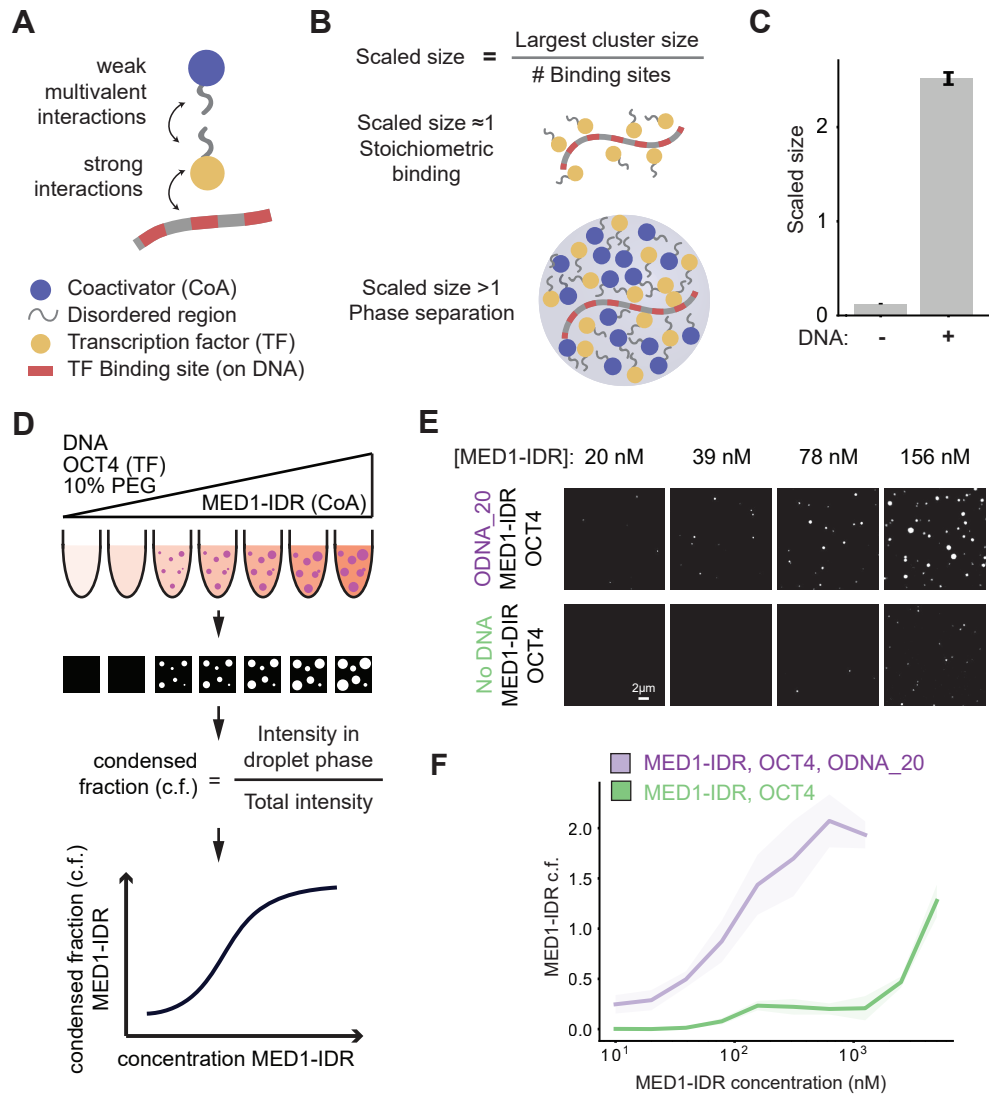 A
weak
multivalent
interactions
strong
interactions
Coactivator (CoA)
Disordered region
Transcription factor (TF)
TF Binding site (on DNA)
B
Scaled size = Largest cluster size
# Binding sites
Scaled size ≈1
Stoichiometric
binding
Scaled size >1
Phase separation
C
Scaled size
2
1
0
DNA: - +
D
DNA
OCT4 (TF)
10% PEG
MED1-IDR (CoA)
condensed
fraction (c.f.)
=
Intensity in
droplet phase
Total intensity
condensed fraction (c.f.)
MED1-IDR
concentration MED1-IDR
E
[MED1-IDR]: 20 nM 39 nM 78 nM 156 nM
ODNA_20
MED1-IDR
OCT4
No DNA
MED1-DIR
OCT4
2μm
F
MED1-IDR, OCT4, ODNA_20
MED1-IDR, OCT4
MED1-IDR c.f.
2.0
1.5
1.0
0.5
0.0
10¹ 10² 10³
MED1-IDR concentration (nM)